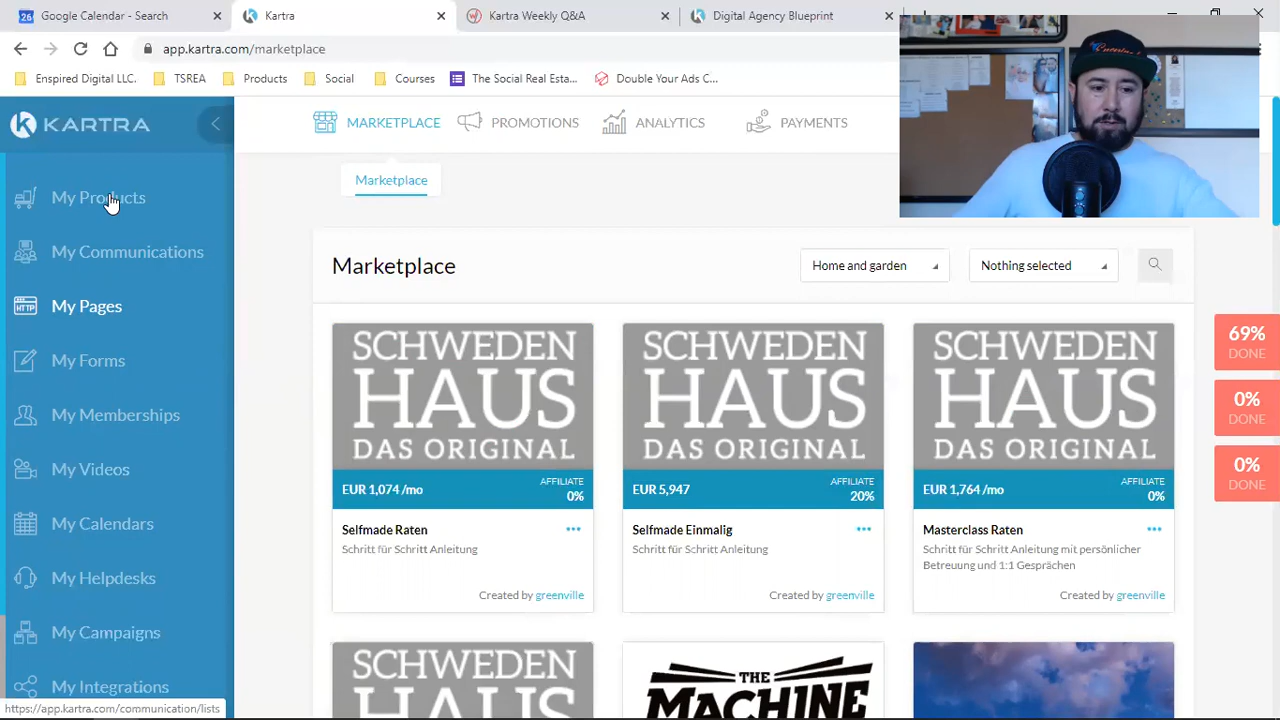 Google Calendar - Search
Kartra
Kartra Weekly Q&A
Digital Agency Blueprint
app.kartra.com/marketplace
Enspired Digital LLC.
TSREA
Products
Social
Courses
The Social Real Esta...
Double Your Ads C...
KARTRA
MARKETPLACE
PROMOTIONS
ANALYTICS
PAYMENTS
Marketplace
My Products
My Communications
My Pages
My Forms
My Memberships
My Videos
My Calendars
My Helpdesks
My Campaigns
My Integrations
https://app.kartra.com/communication/lists
Marketplace
Home and garden
Nothing selected
SCHWEDEN
HAUS
DAS ORIGINAL
EUR 1,074 /mo
AFFILIATE
0%
Selfmade Raten
Schritt für Schritt Anleitung
Created by greenville
SCHWEDEN
HAUS
DAS ORIGINAL
EUR 5,947
AFFILIATE
20%
Selfmade Einmalig
Schritt für Schritt Anleitung
Created by greenville
SCHWEDEN
HAUS
DAS ORIGINAL
EUR 1,764 /mo
AFFILIATE
0%
Masterclass Raten
Schritt für Schritt Anleitung mit persönlicher
Betreuung und 1:1 Gesprächen
Created by greenville
SCHWEDEN
HAUS
THE
MACHINE
69%
DONE
0%
DONE
0%
DONE